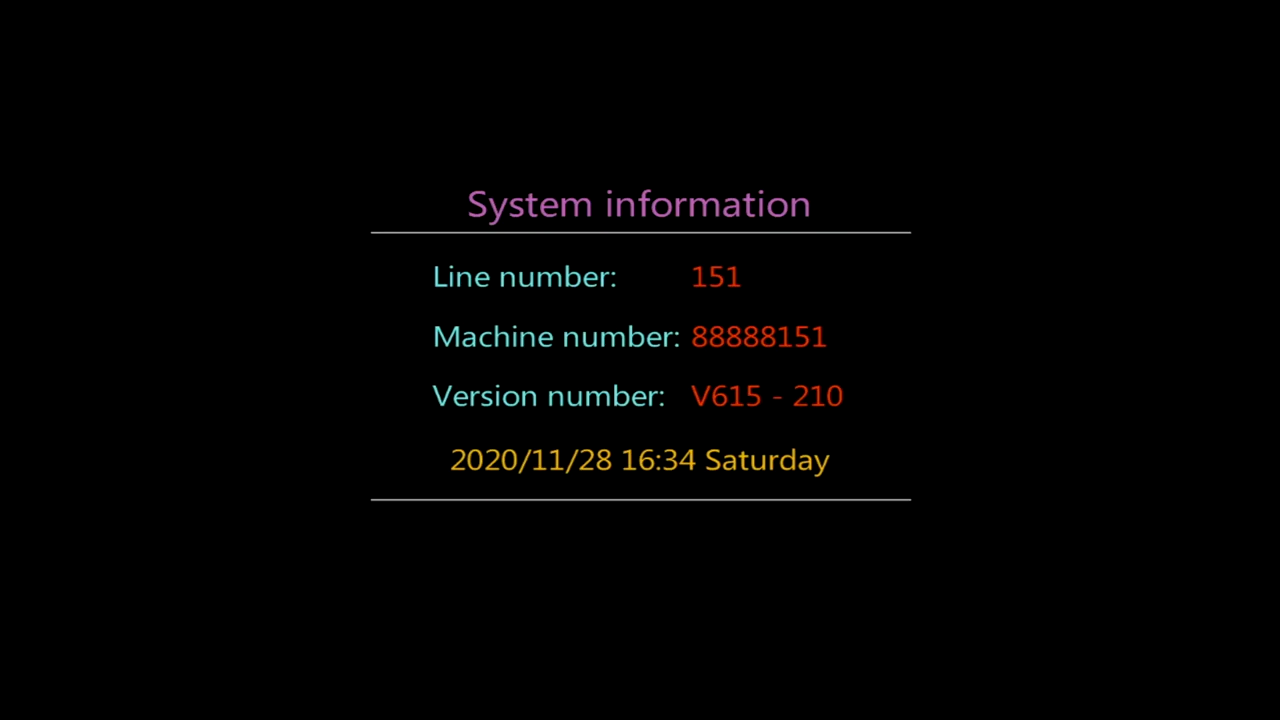 System information
Line number: 151
Machine number: 88888151
Version number: V615 - 210
2020/11/28 16:34 Saturday